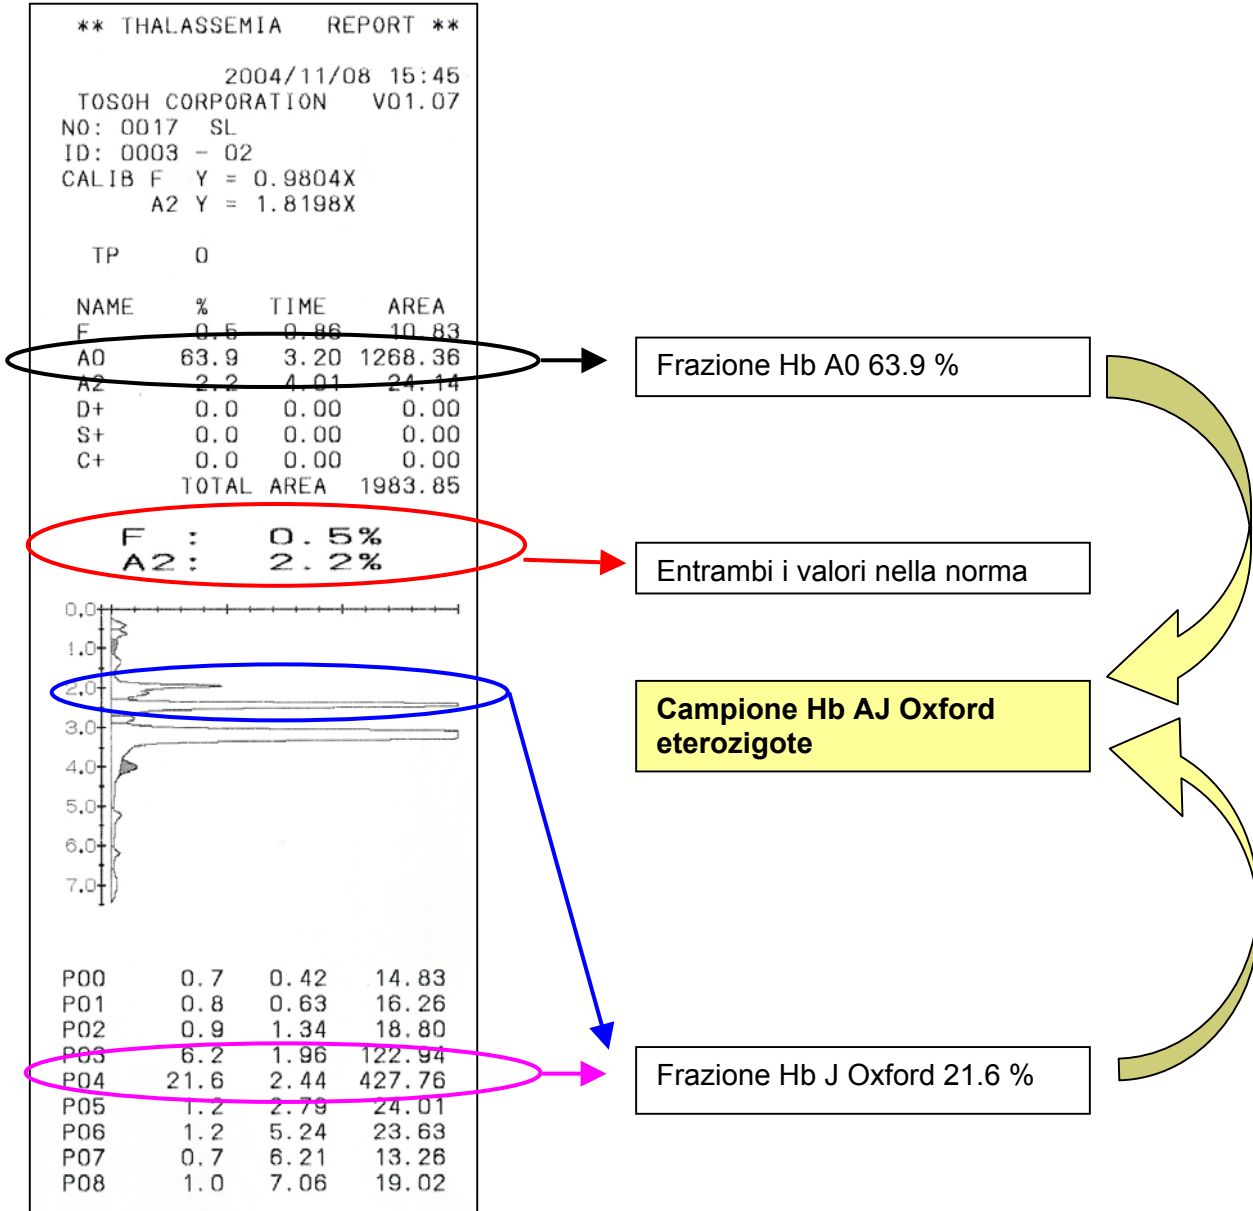 ** THALASSEMIA REPORT **
2004/11/08 15:45
TOSOH CORPORATION V01.07
NO: 0017 SL
ID: 0003 - 02
CALIB F Y = 0.9804X
A2 Y = 1.8198X
TP 0
NAME % TIME AREA
F 0.5 0.86 10.83
A0 63.9 3.20 1268.36
A2 2.2 4.01 24.14
D+ 0.0 0.00 0.00
S+ 0.0 0.00 0.00
C+ 0.0 0.00 0.00
TOTAL AREA 1983.85
F : 0.5%
A2: 2.2%
0.0
1.0
2.0
3.0
4.0
5.0
6.0
7.0
P00 0.7 0.42 14.83
P01 0.8 0.63 16.26
P02 0.9 1.34 18.80
P03 6.2 1.96 122.94
P04 21.6 2.44 427.76
P05 1.2 2.79 24.01
P06 1.2 5.24 23.63
P07 0.7 6.21 13.26
P08 1.0 7.06 19.02
Frazione Hb A0 63.9 %
Entrambi i valori nella norma
Campione Hb AJ Oxford
eterozigote
Frazione Hb J Oxford 21.6 %